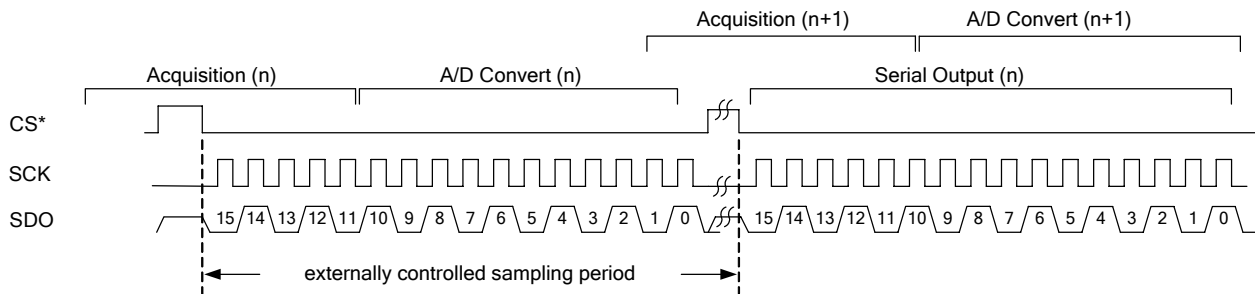 Acquisition (n+1) A/D Convert (n+1)
Acquisition (n) A/D Convert (n) Serial Output (n)
CS*
SCK
SDO 15 14 13 12 11 10 9 8 7 6 5 4 3 2 1 0 15 14 13 12 11 10 9 8 7 6 5 4 3 2 1 0
externally controlled sampling period